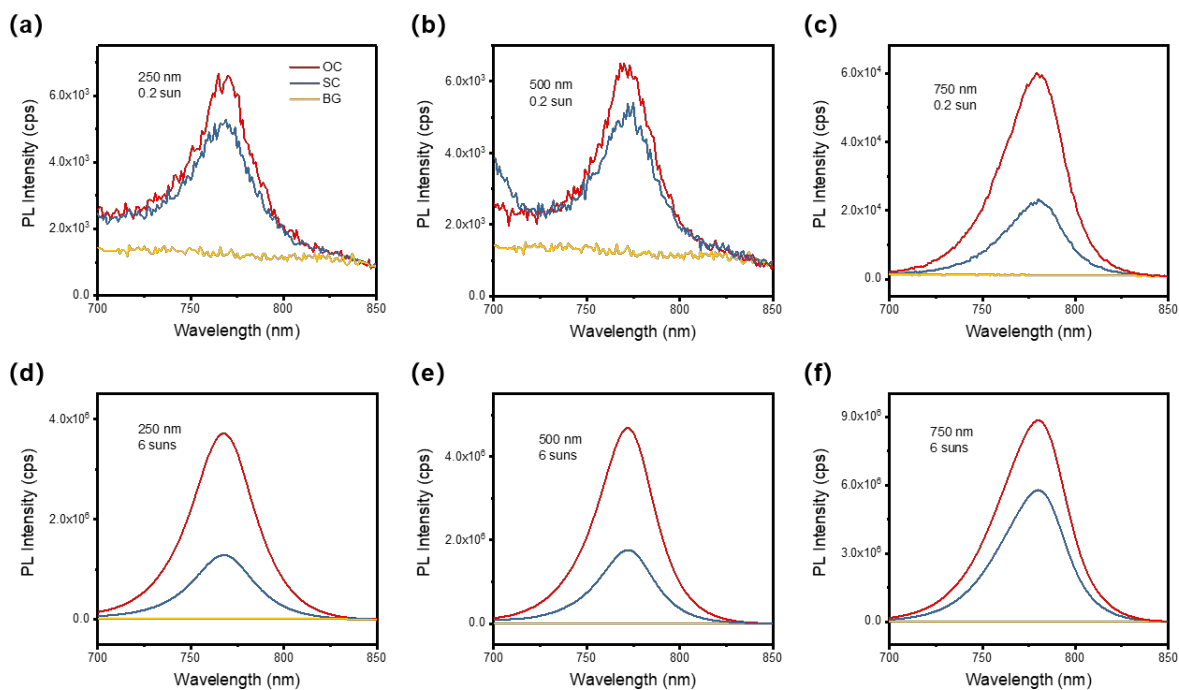 (a)
250 nm
0.2 sun
OC
SC
BG
6.0x10³
4.0x10³
2.0x10³
0.0
700 750 800 850
PL Intensity (cps)
Wavelength (nm)
(b)
500 nm
0.2 sun
6.0x10³
4.0x10³
2.0x10³
0.0
700 750 800 850
PL Intensity (cps)
Wavelength (nm)
(c)
750 nm
0.2 sun
6.0x10⁴
4.0x10⁴
2.0x10⁴
0.0
700 750 800 850
PL Intensity (cps)
Wavelength (nm)
(d)
250 nm
6 suns
4.0x10⁶
2.0x10⁶
0.0
700 750 800 850
PL Intensity (cps)
Wavelength (nm)
(e)
500 nm
6 suns
4.0x10⁶
2.0x10⁶
0.0
700 750 800 850
PL Intensity (cps)
Wavelength (nm)
(f)
750 nm
6 suns
9.0x10⁶
6.0x10⁶
3.0x10⁶
0.0
700 750 800 850
PL Intensity (cps)
Wavelength (nm)